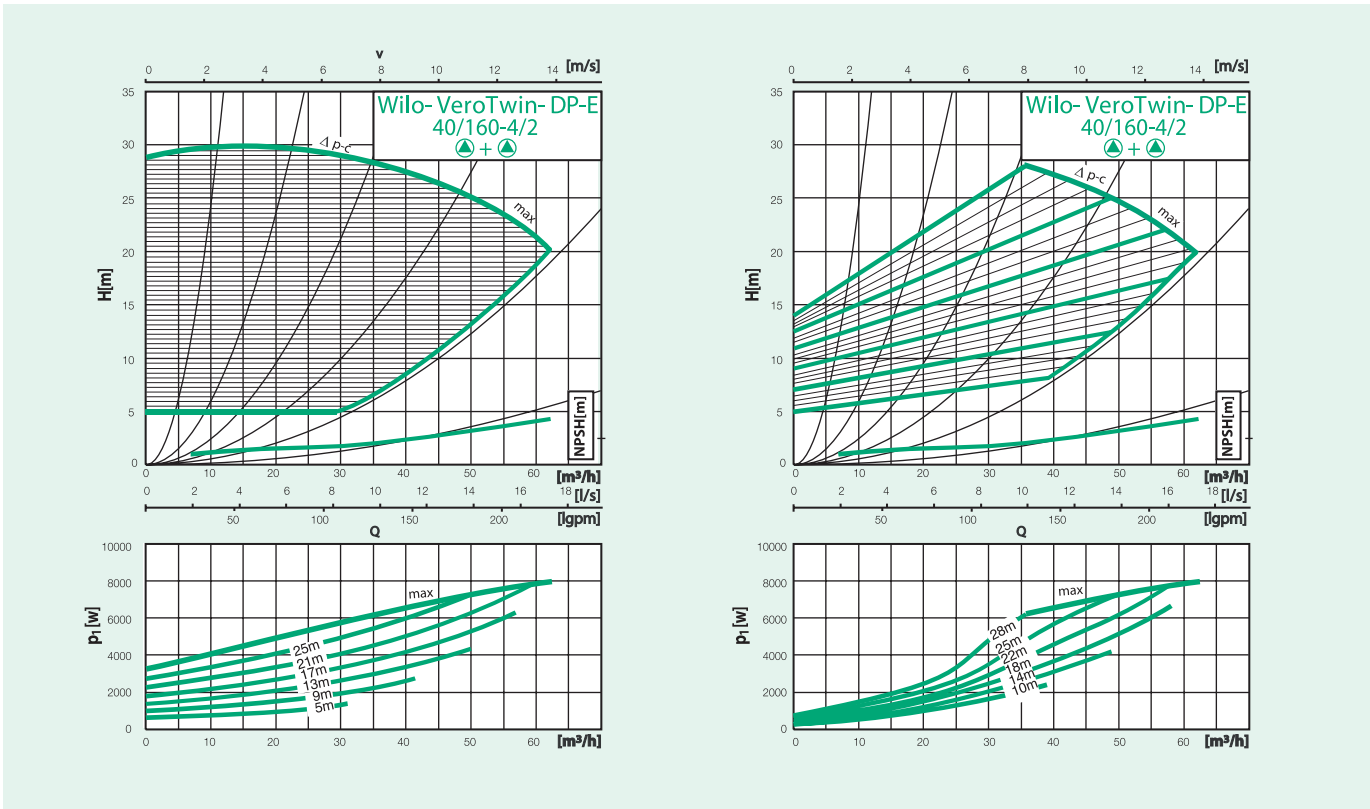 v
0 2 4 6 8 10 12 14 [m/s]
35
30
25
20
15
10
5
0
H[m]
Wilo- VeroTwin- DP-E
40/160-4/2
+
Δ p-c
max
NPSH[m]
0 10 20 30 40 50 60 [m³/h]
0 2 4 6 8 10 12 14 16 18 [l/s]
50 100 150 200 [Igpm]
Q
10000
8000
6000
4000
2000
0
p₁[w]
max
25m
21m
17m
13m
9m
5m
0 10 20 30 40 50 60 [m³/h]
0 2 4 6 8 10 12 14 [m/s]
35
30
25
20
15
10
5
0
H[m]
Wilo- VeroTwin- DP-E
40/160-4/2
+
Δ p-c
max
NPSH[m]
0 10 20 30 40 50 60 [m³/h]
0 2 4 6 8 10 12 14 16 18 [l/s]
50 100 150 200 [Igpm]
Q
10000
8000
6000
4000
2000
0
p₁[w]
max
28m
25m
22m
18m
14m
10m
0 10 20 30 40 50 60 [m³/h]